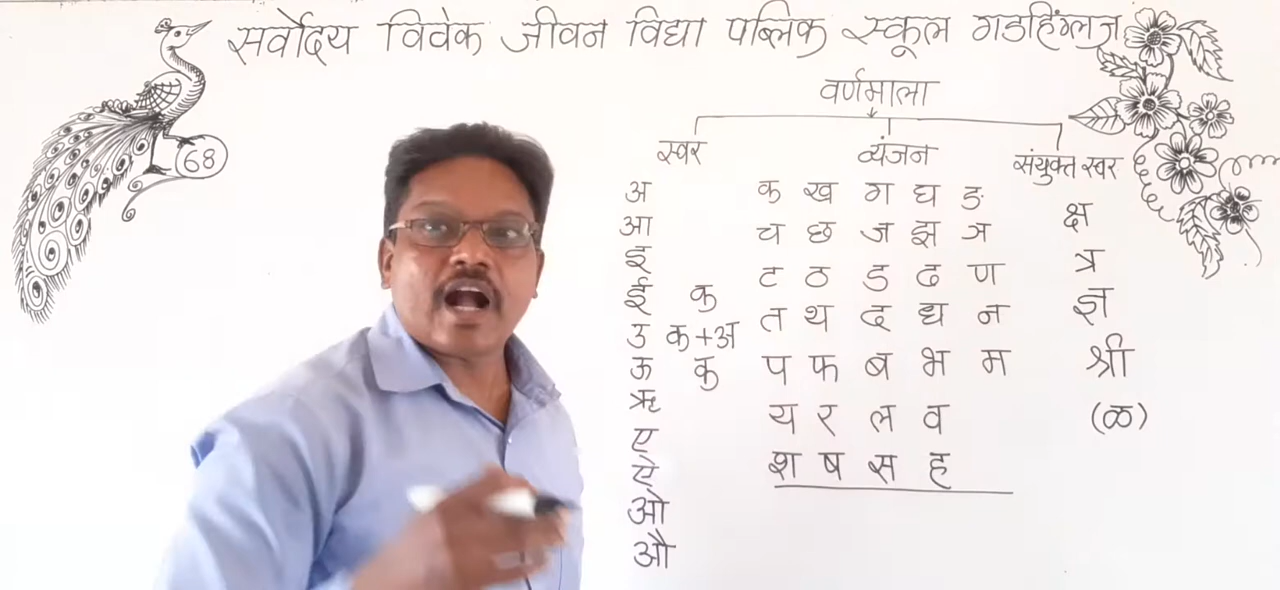 सर्वोदय विवेक जीवन विद्या पब्लिक स्कूल गडहिंग्लज
68
वर्णमाला
स्वर व्यंजन संयुक्त स्वर
अ
आ
इ
ई
उ
ऊ
ऋ
ए
ऐ
ओ
औ
क्
क् + अ
क
क ख ग घ ङ
च छ ज झ ञ
ट ठ ड ढ ण
त थ द ध न
प फ ब भ म
य र ल व
श ष स ह
क्ष
त्र
ज्ञ
श्री
(ळ)